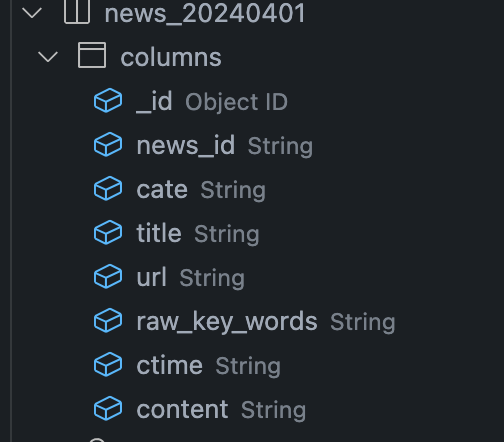 news_20240401
columns
_id Object ID
news_id String
cate String
title String
url String
raw_key_words String
ctime String
content String